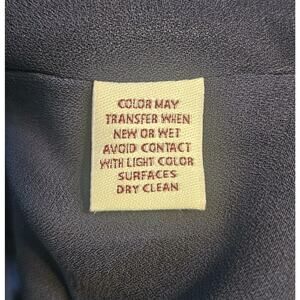 COLOR MAY
TRANSFER WHEN
NEW OR WET
AVOID CONTACT
WITH LIGHT COLOR
SURFACES
DRY CLEAN